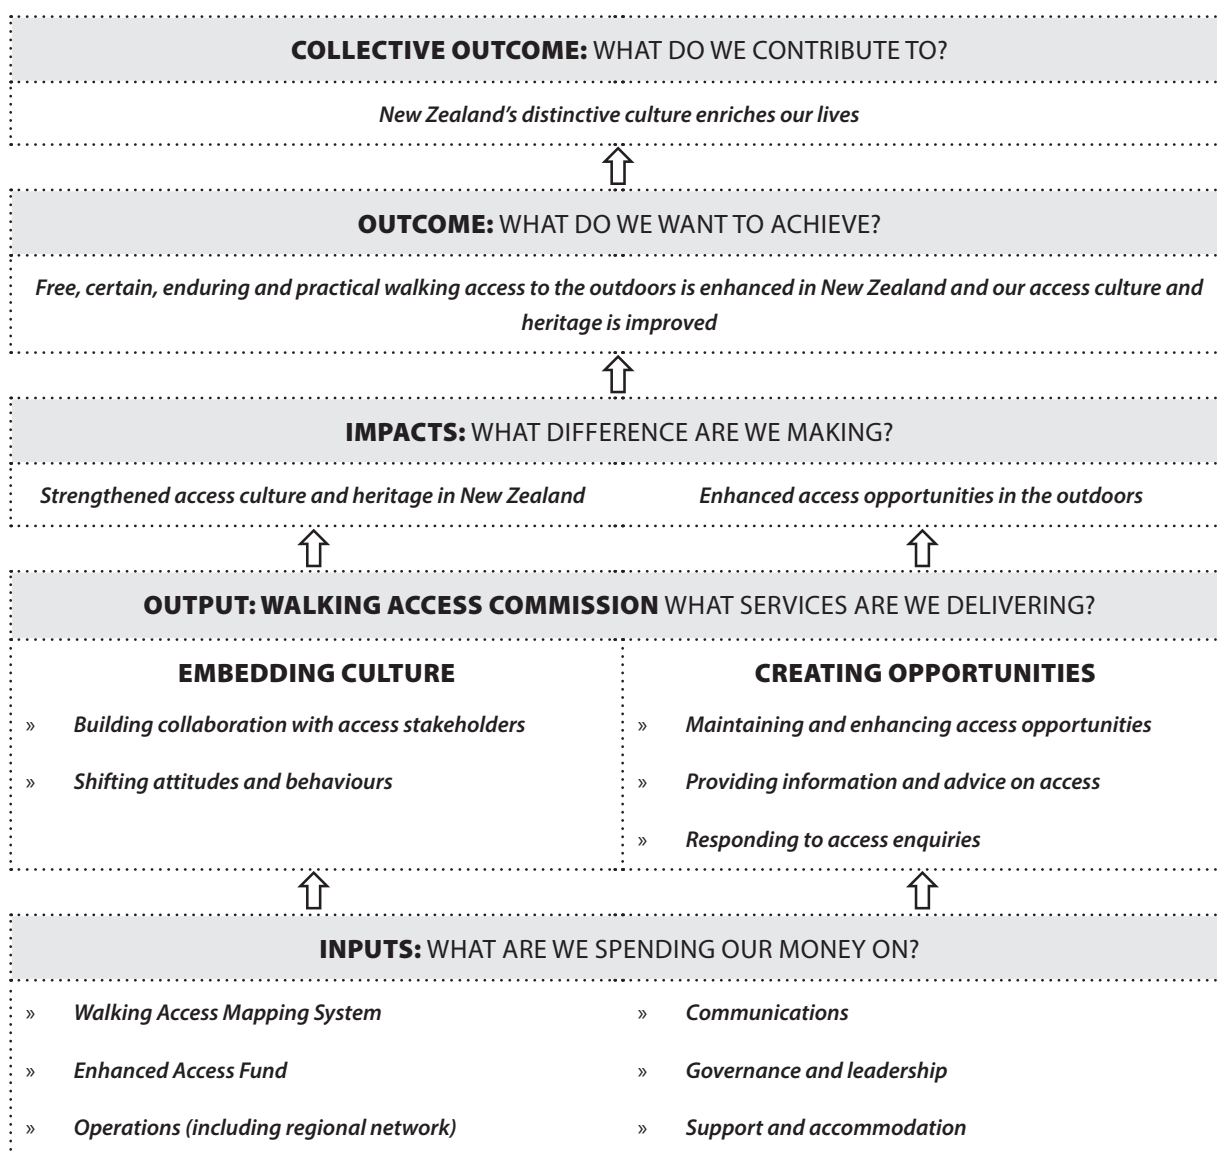 COLLECTIVE OUTCOME: WHAT DO WE CONTRIBUTE TO?
New Zealand's distinctive culture enriches our lives
OUTCOME: WHAT DO WE WANT TO ACHIEVE?
Free, certain, enduring and practical walking access to the outdoors is enhanced in New Zealand and our access culture and
heritage is improved
IMPACTS: WHAT DIFFERENCE ARE WE MAKING?
Strengthened access culture and heritage in New Zealand
Enhanced access opportunities in the outdoors
OUTPUT: WALKING ACCESS COMMISSION WHAT SERVICES ARE WE DELIVERING?
EMBEDDING CULTURE
» Building collaboration with access stakeholders
» Shifting attitudes and behaviours
CREATING OPPORTUNITIES
» Maintaining and enhancing access opportunities
» Providing information and advice on access
» Responding to access enquiries
INPUTS: WHAT ARE WE SPENDING OUR MONEY ON?
» Walking Access Mapping System
» Enhanced Access Fund
» Operations (including regional network)
» Communications
» Governance and leadership
» Support and accommodation